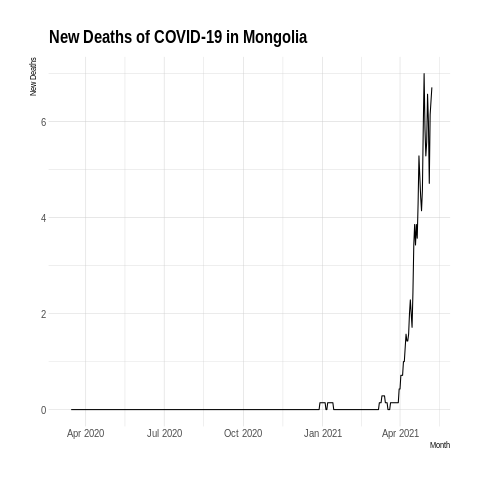 New Deaths of COVID-19 in Mongolia
New Deaths
6
4
2
0
Apr 2020 Jul 2020 Oct 2020 Jan 2021 Apr 2021
Month